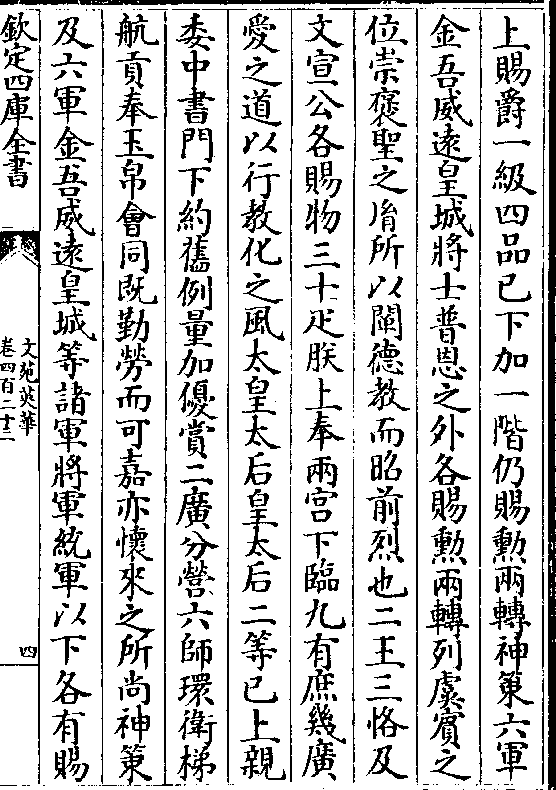 上賜爵一級四品已下加一階仍賜勲兩轉神策六軍
金吾威逺皇城將士普恩之外各賜勲兩轉列虞賓之
位崇褒聖之胄所以闡德教而昭前烈也二王三恪及
文宣公各賜物三十疋朕上奉兩宫下臨九有庶幾廣
愛之道以行教化之風太皇太后皇太后二等已上親
委中書門下約舊例量加優賞二廣分營六師環衛梯
航貢奉玉帛會同既勤勞而可嘉亦懷來之所尚神策
及六軍金吾威逺皇城等諸軍將軍統軍以下各有賜
欽定四庫全書
文苑英華
卷四百二十三
四